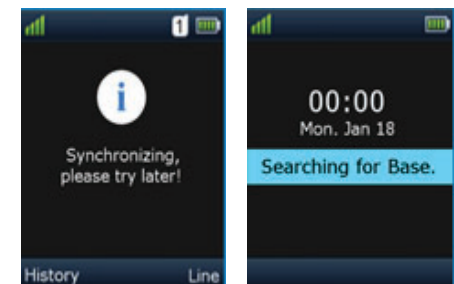 1
i
Synchronizing,
please try later!
History Line
00:00
Mon. Jan 18
Searching for Base.